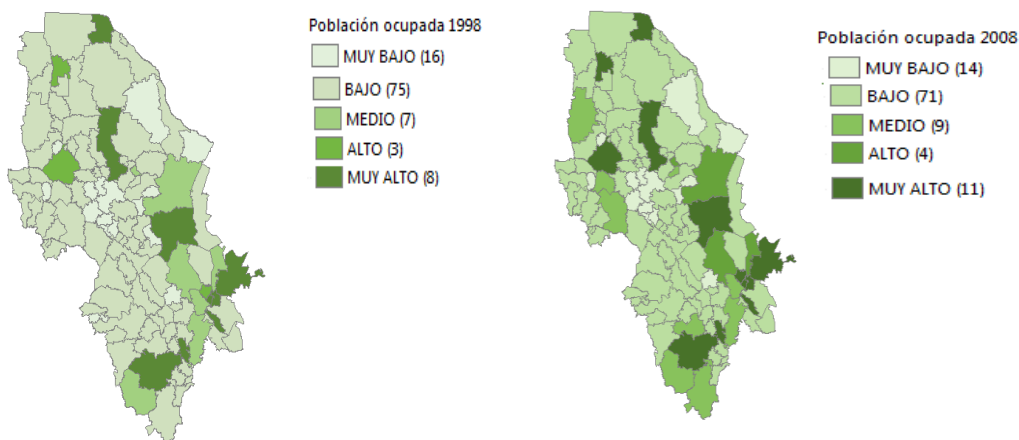 Población ocupada 1998
MUY BAJO (16)
BAJO (75)
MEDIO (7)
ALTO (3)
MUY ALTO (8)
Población ocupada 2008
MUY BAJO (14)
BAJO (71)
MEDIO (9)
ALTO (4)
MUY ALTO (11)